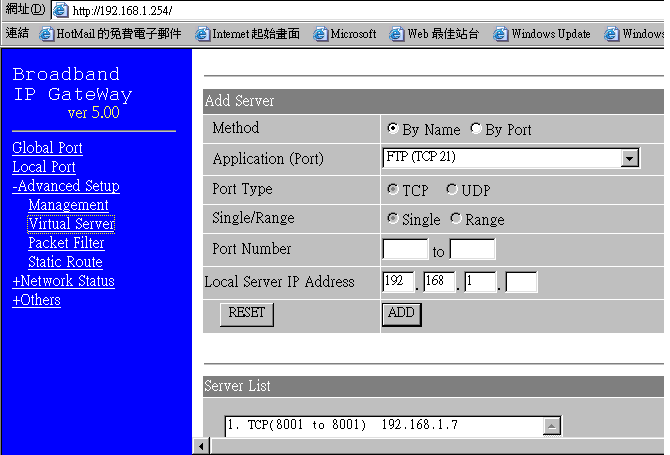 網址(D) http://192.168.1.254/
連結 HotMail 的免費電子郵件 Internet 起始畫面 Microsoft Web 最佳站台 Windows Update Windows
Broadband
IP GateWay
ver 5.00
Global Port
Local Port
-Advanced Setup
Management
Virtual Server
Packet Filter
Static Route
+Network Status
+Others
Add Server
Method By Name By Port
Application (Port) FTP (TCP 21)
Port Type TCP UDP
Single/Range Single Range
Port Number to
Local Server IP Address 192 . 168 . 1 .
RESET ADD
Server List
1. TCP(8001 to 8001) 192.168.1.7